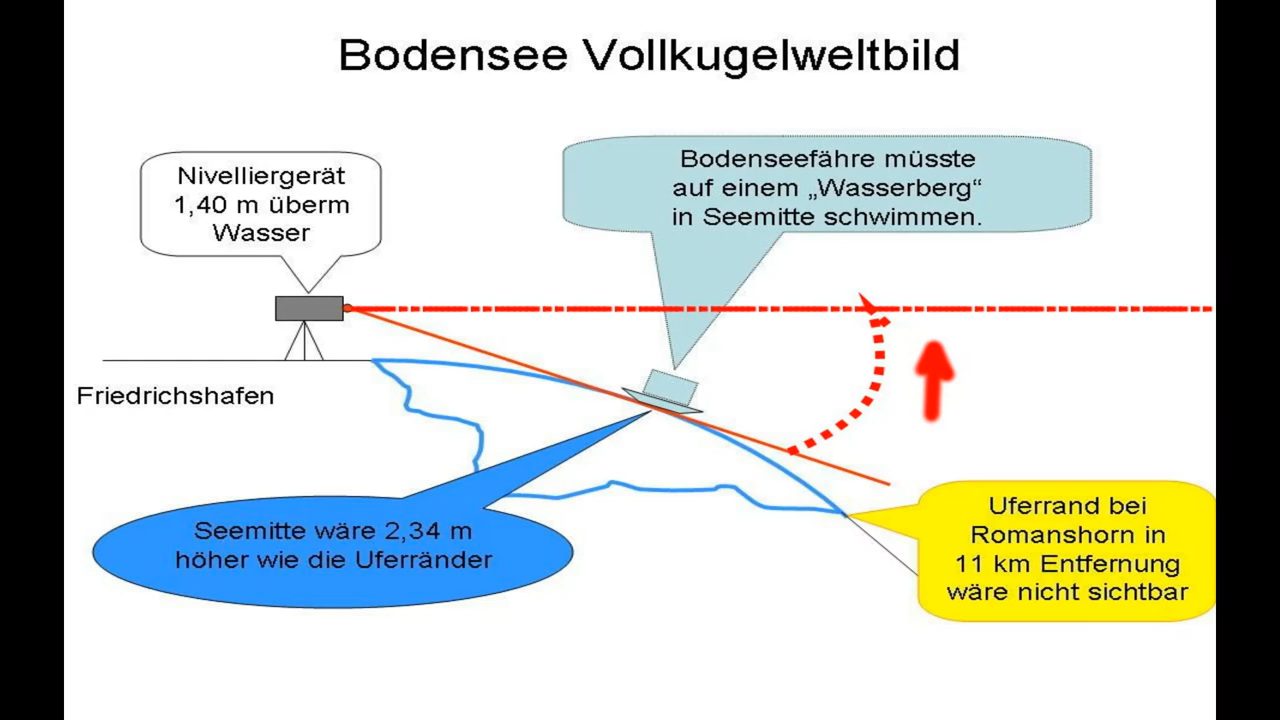 Bodensee Vollkugelweltbild
Nivelliergerät
1,40 m überm
Wasser
Bodenseefähre müsste
auf einem „Wasserberg“
in Seemitte schwimmen.
Friedrichshafen
Seemitte wäre 2,34 m
höher wie die Uferränder
Uferrand bei
Romanshorn in
11 km Entfernung
wäre nicht sichtbar